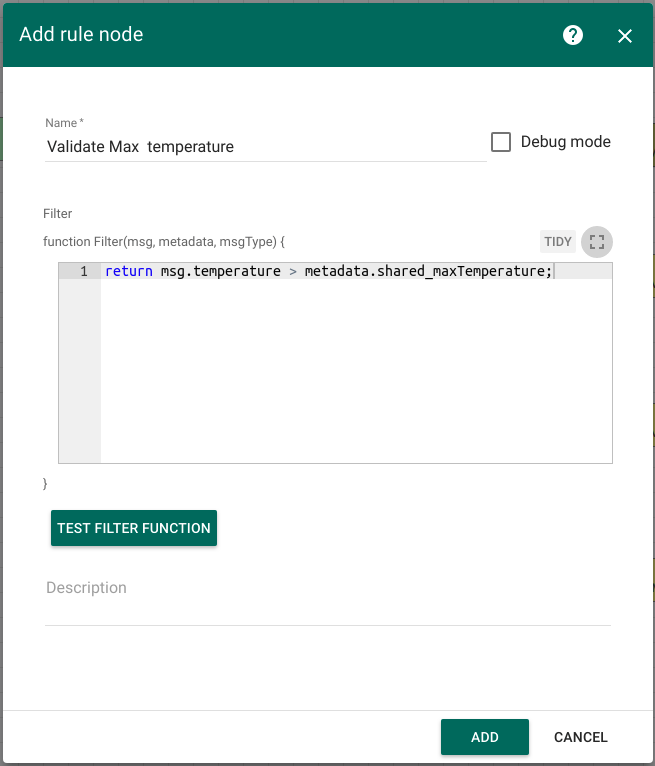 Add rule node
Name *
Validate Max  temperature
Debug mode
Filter
function Filter(msg, metadata, msgType) {
TIDY
1 return msg.temperature > metadata.shared_maxTemperature;
}
TEST FILTER FUNCTION
Description
ADD CANCEL